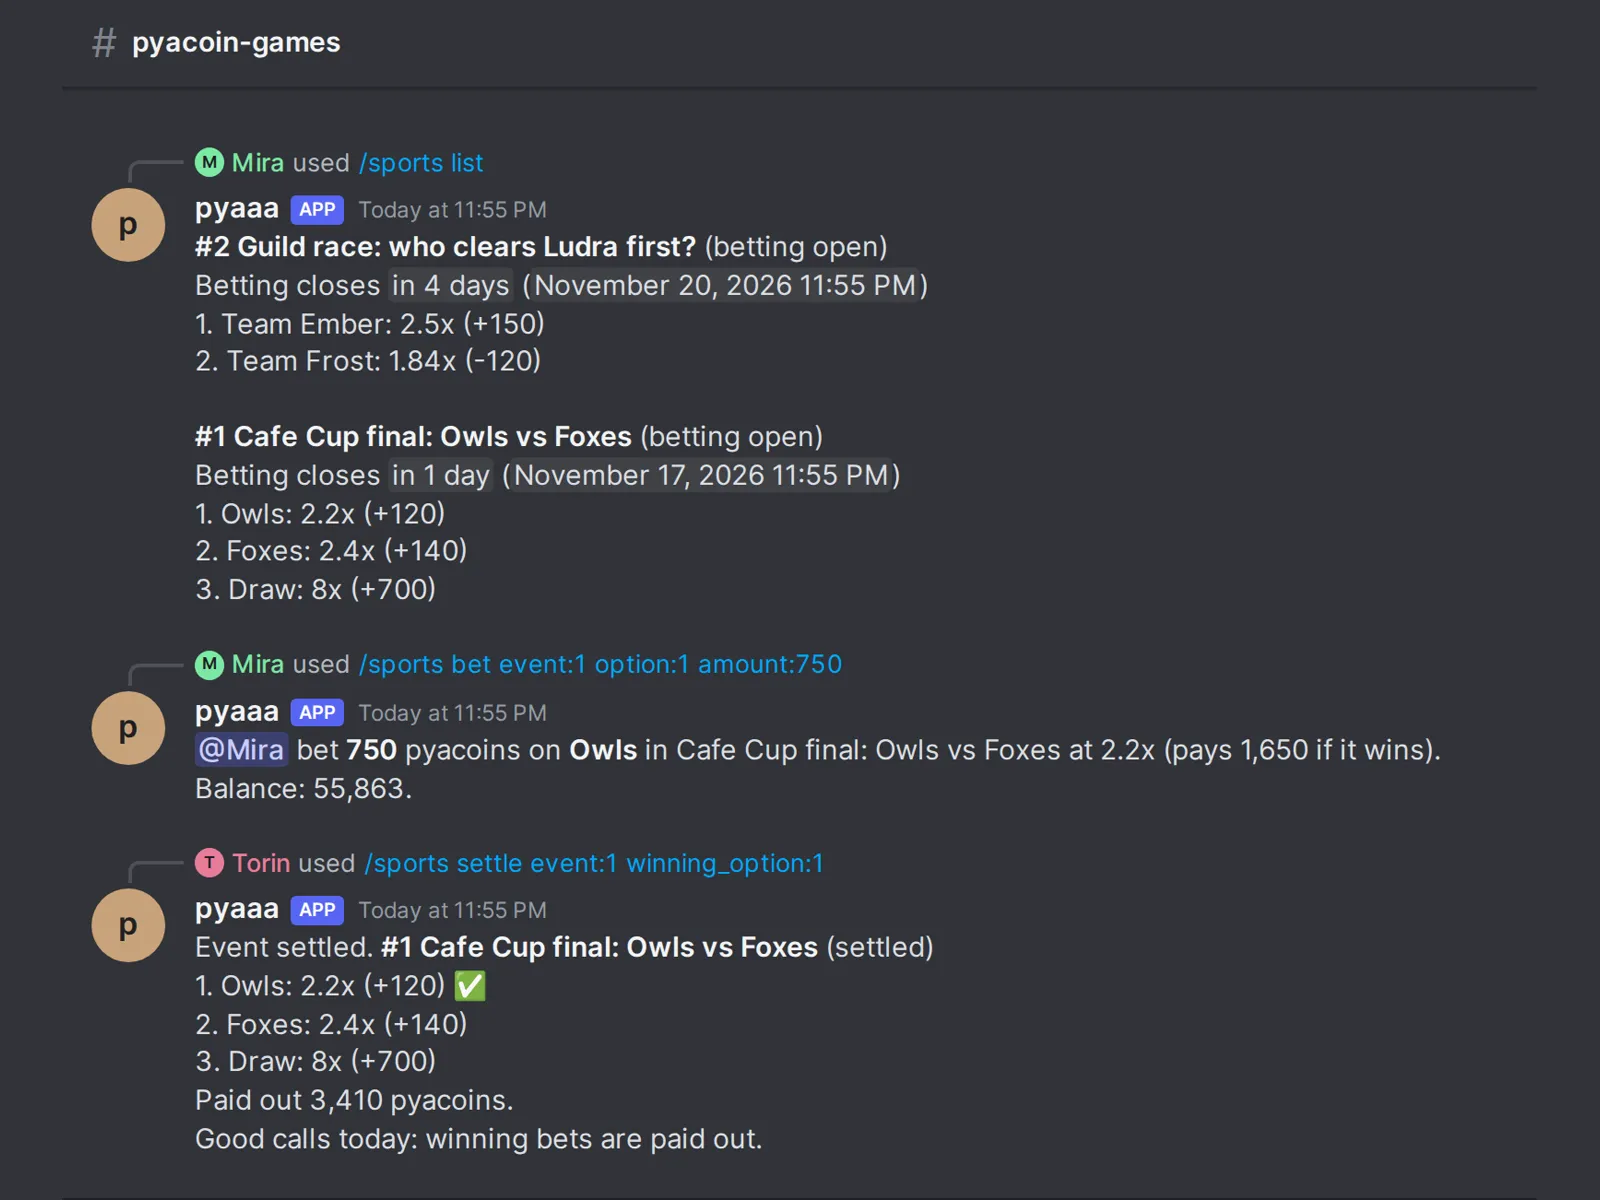 # pyacoin-games
M Mira used /sports list
p
pyaaa APP Today at 11:55 PM
#2 Guild race: who clears Ludra first? (betting open)
Betting closes in 4 days (November 20, 2026 11:55 PM)
1. Team Ember: 2.5x (+150)
2. Team Frost: 1.84x (-120)
#1 Cafe Cup final: Owls vs Foxes (betting open)
Betting closes in 1 day (November 17, 2026 11:55 PM)
1. Owls: 2.2x (+120)
2. Foxes: 2.4x (+140)
3. Draw: 8x (+700)
M Mira used /sports bet event:1 option:1 amount:750
p
pyaaa APP Today at 11:55 PM
@Mira bet 750 pyacoins on Owls in Cafe Cup final: Owls vs Foxes at 2.2x (pays 1,650 if it wins).
Balance: 55,863.
T Torin used /sports settle event:1 winning_option:1
p
pyaaa APP Today at 11:55 PM
Event settled. #1 Cafe Cup final: Owls vs Foxes (settled)
1. Owls: 2.2x (+120) ✅
2. Foxes: 2.4x (+140)
3. Draw: 8x (+700)
Paid out 3,410 pyacoins.
Good calls today: winning bets are paid out.